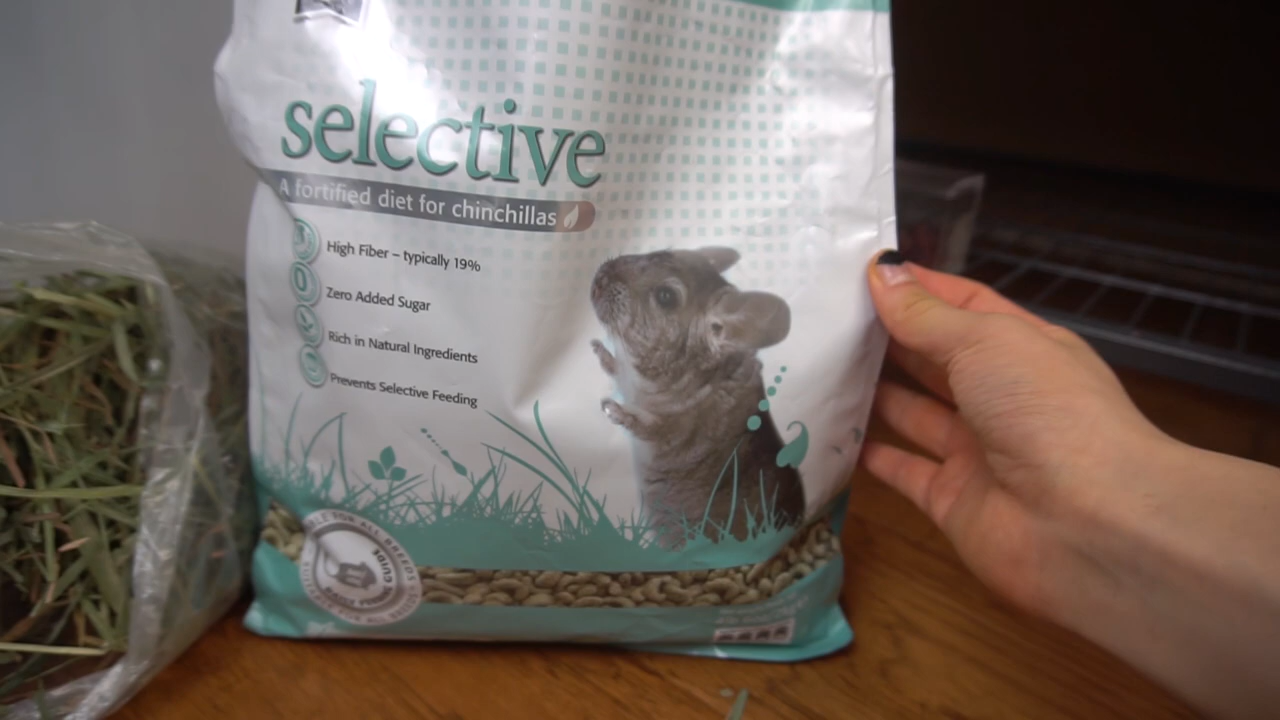 selective
A fortified diet for chinchillas
High Fiber – typically 19%
Zero Added Sugar
Rich in Natural Ingredients
Prevents Selective Feeding